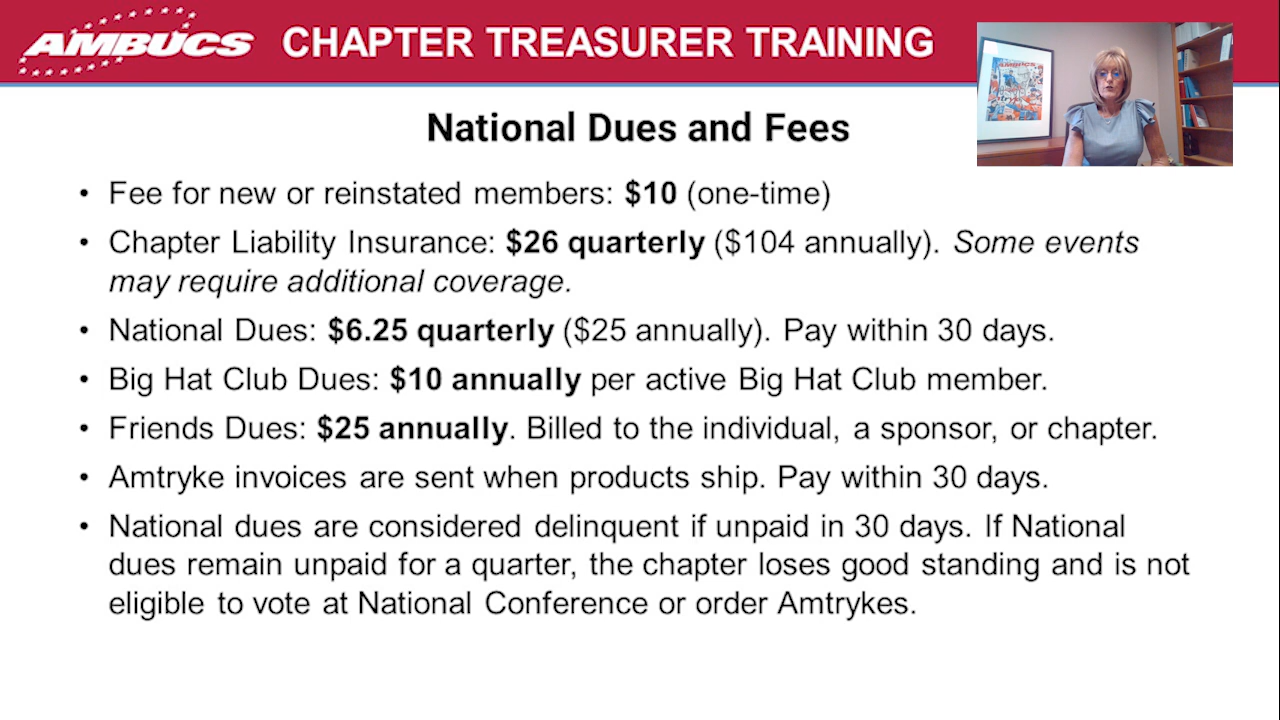 AMBUCS CHAPTER TREASURER TRAINING
National Dues and Fees
• Fee for new or reinstated members: $10 (one-time)
• Chapter Liability Insurance: $26 quarterly ($104 annually). Some events
may require additional coverage.
• National Dues: $6.25 quarterly ($25 annually). Pay within 30 days.
• Big Hat Club Dues: $10 annually per active Big Hat Club member.
• Friends Dues: $25 annually. Billed to the individual, a sponsor, or chapter.
• Amtryke invoices are sent when products ship. Pay within 30 days.
• National dues are considered delinquent if unpaid in 30 days. If National
dues remain unpaid for a quarter, the chapter loses good standing and is not
eligible to vote at National Conference or order Amtrykes.